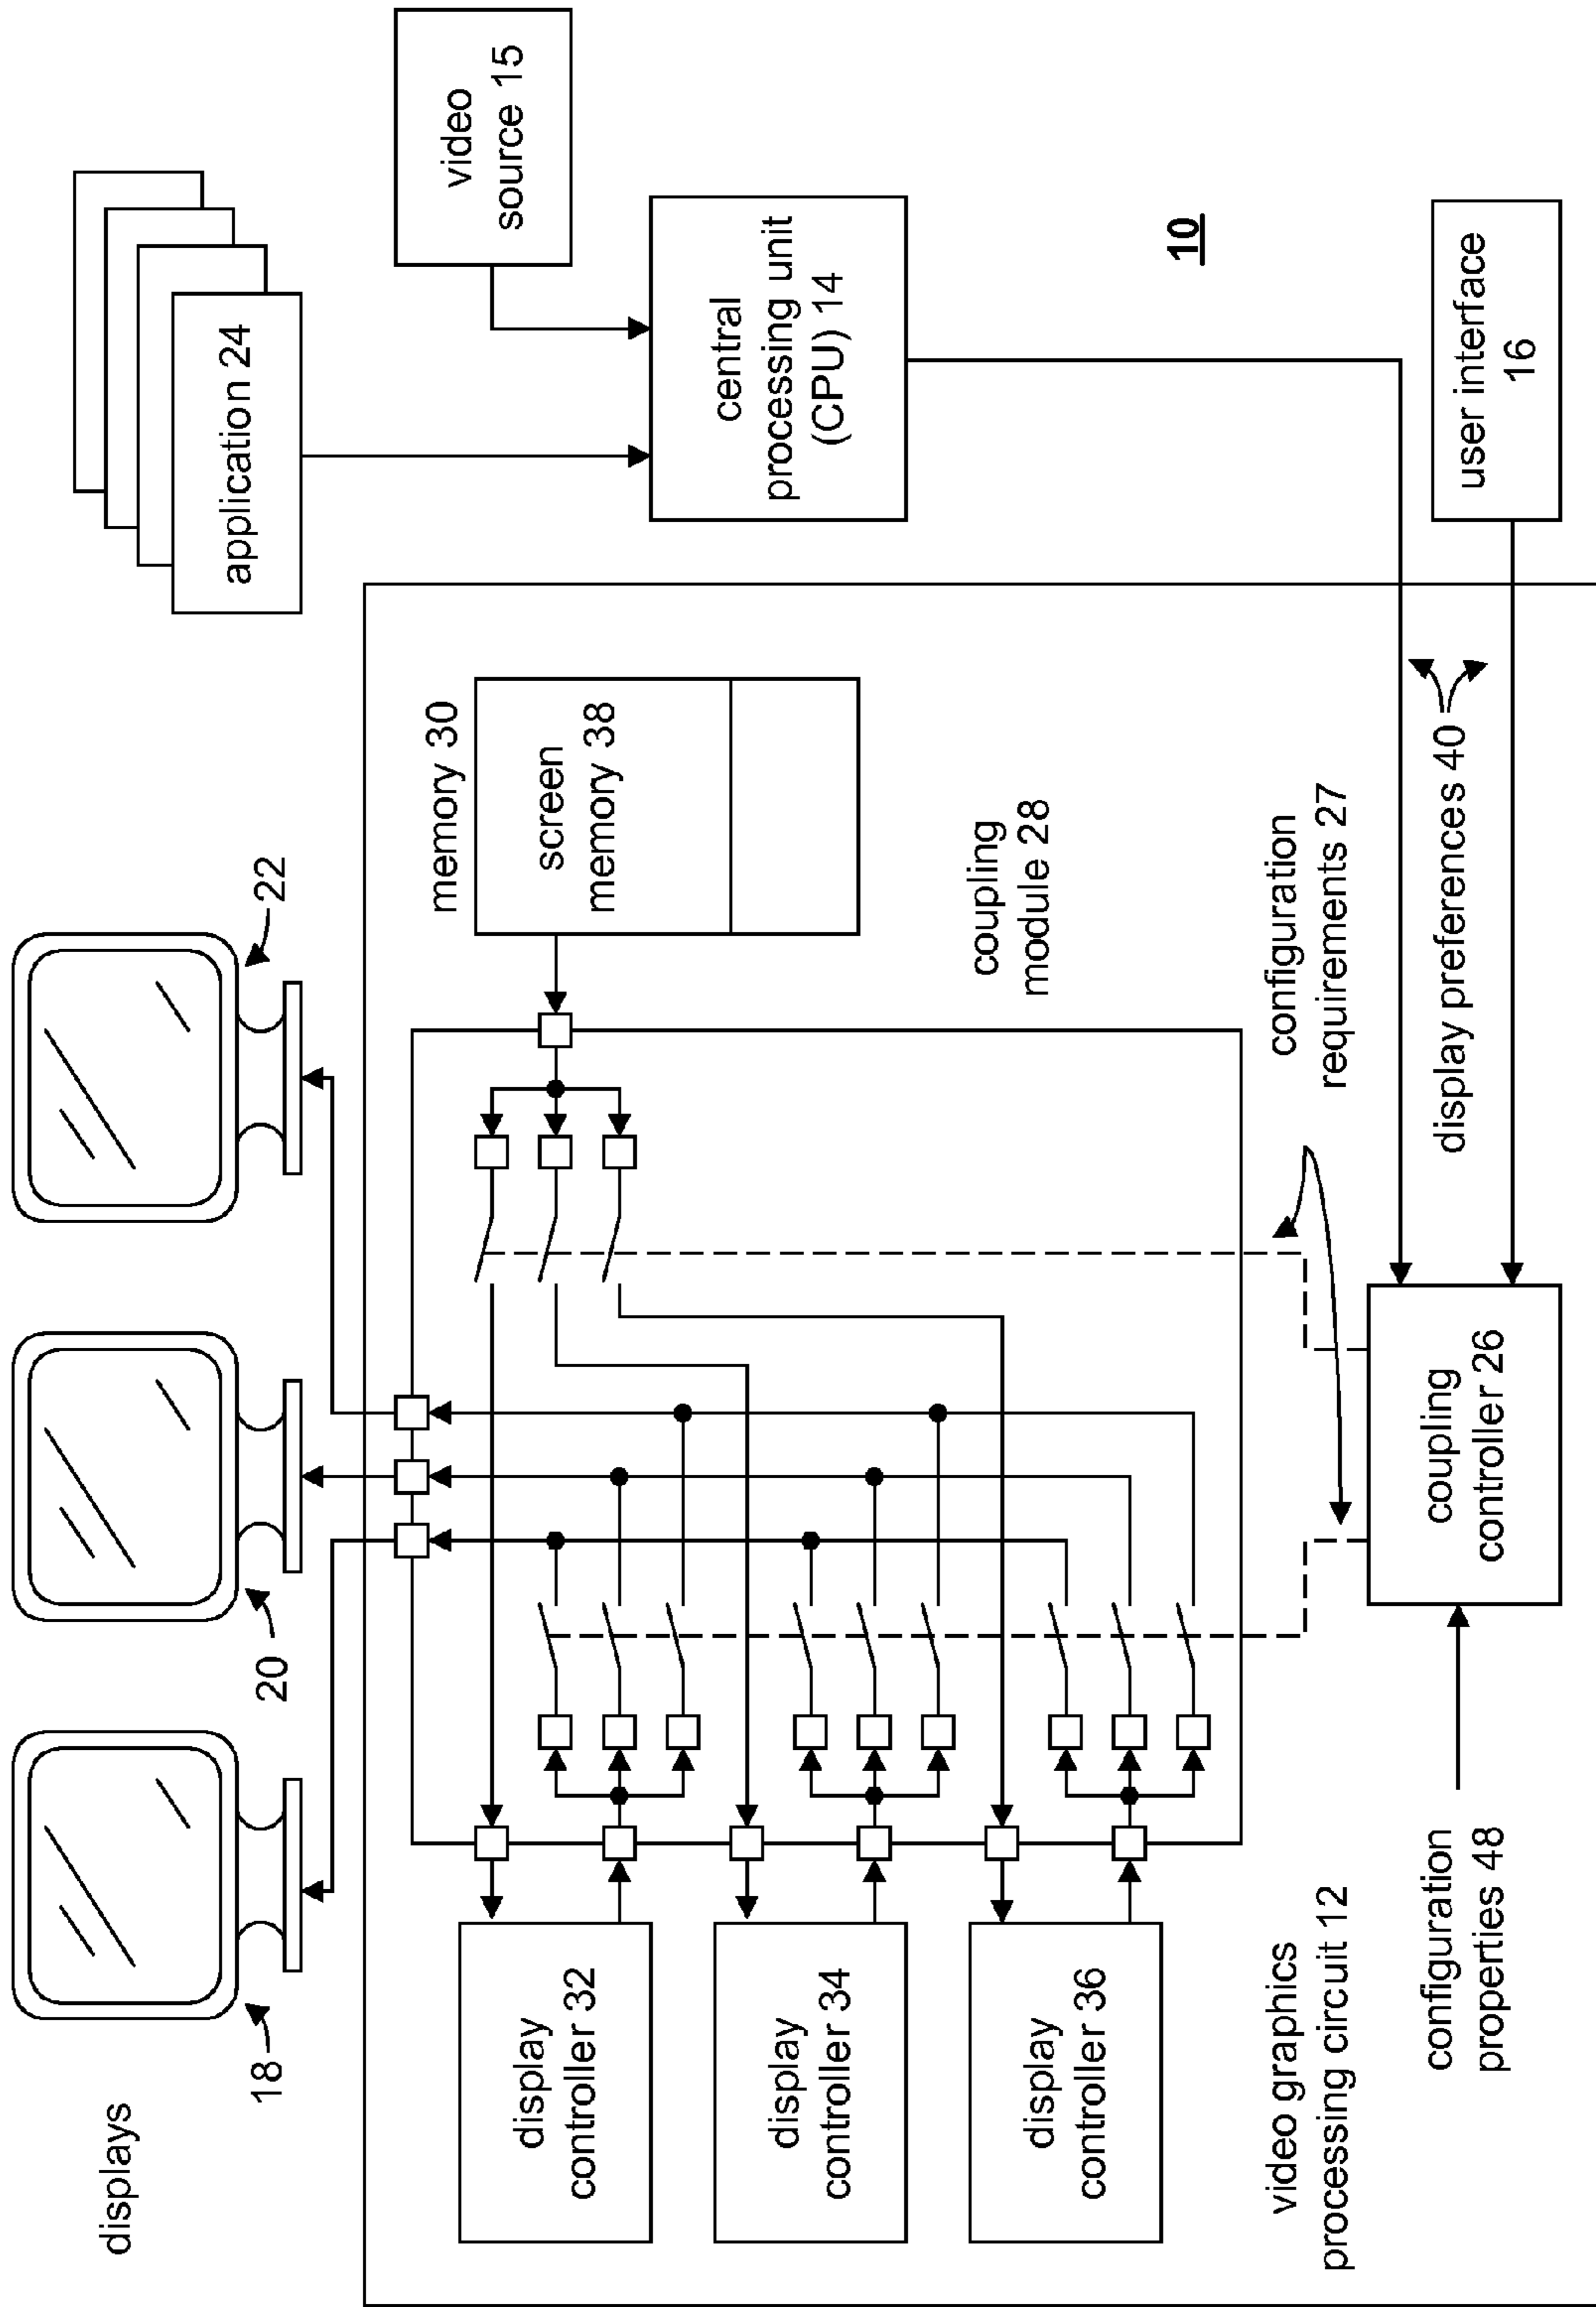 displays
18
20
22
application 24
video
source 15
central
processing unit
(CPU) 14
10
user interface
16
memory 30
screen
memory 38
coupling
module 28
configuration
requirements 27
display preferences 40
display
controller 32
display
controller 34
display
controller 36
video graphics
processing circuit 12
coupling
controller 26
configuration
properties 48